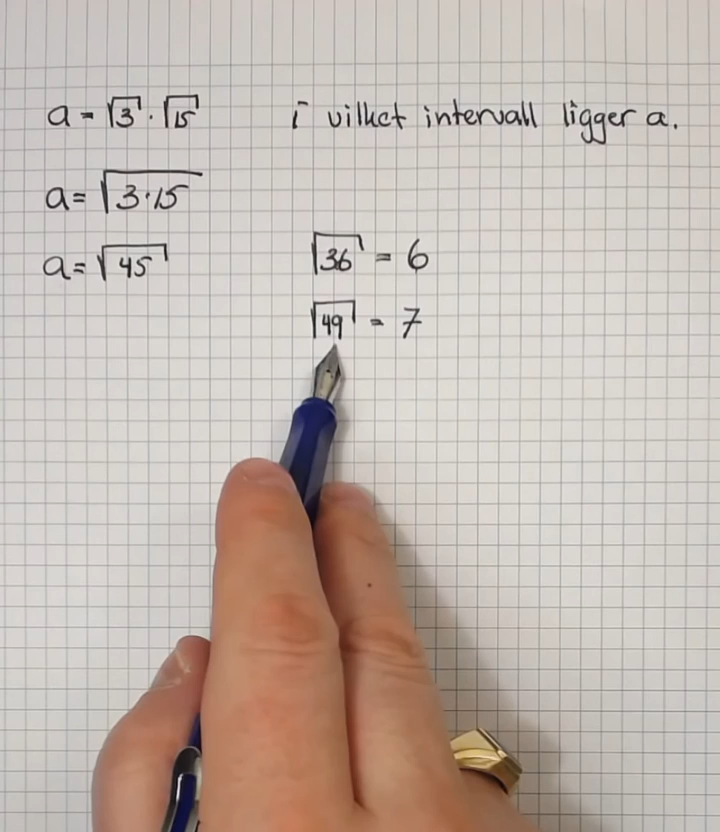 a = √3 · √15 i vilket intervall ligger a.
a = √3·15
a = √45
√36 = 6
√49 = 7